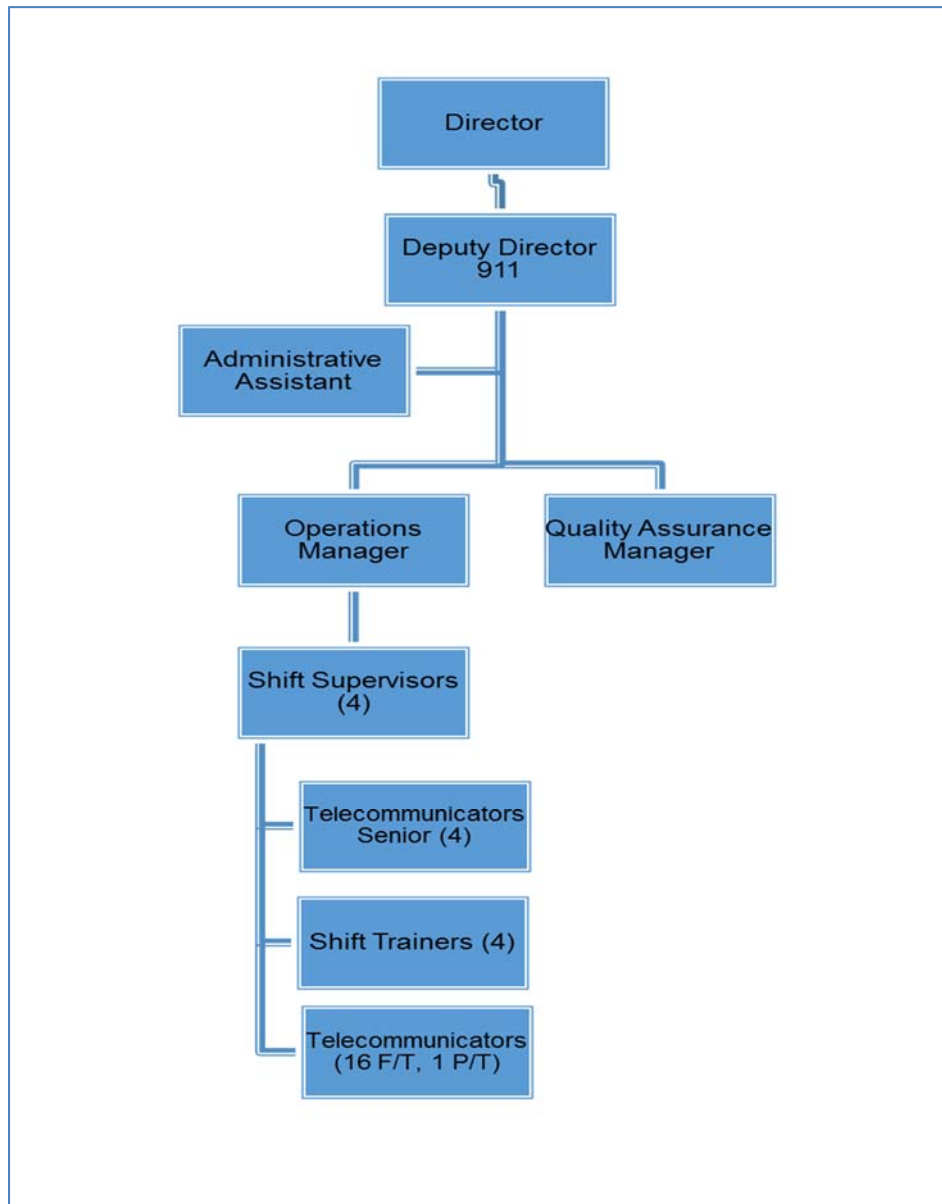 Director
Deputy Director
911
Administrative
Assistant
Operations
Manager
Quality Assurance
Manager
Shift Supervisors
(4)
Telecommunicators
Senior (4)
Shift Trainers (4)
Telecommunicators
(16 F/T, 1 P/T)